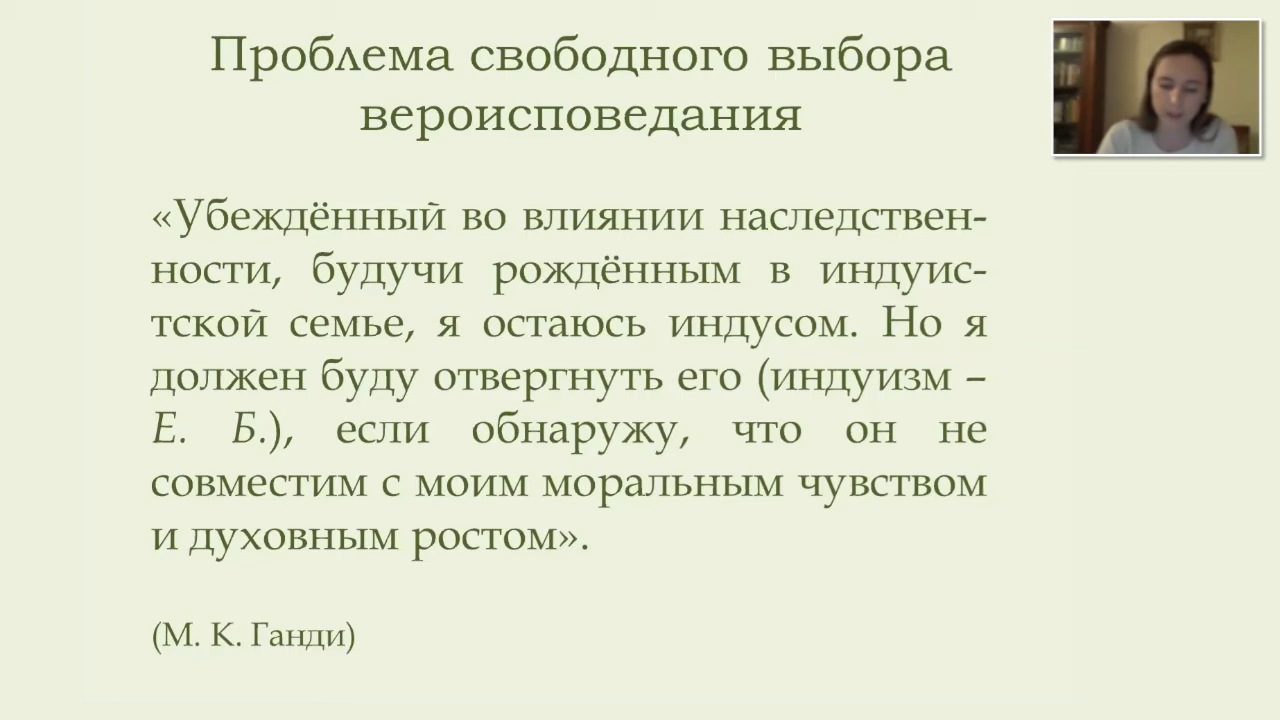 Проблема свободного выбора
вероисповедания
«Убеждённый во влиянии наследствен-
ности, будучи рождённым в индуис-
тской семье, я остаюсь индусом. Но я
должен буду отвергнуть его (индуизм –
Е. Б.), если обнаружу, что он не
совместим с моим моральным чувством
и духовным ростом».
(М. К. Ганди)